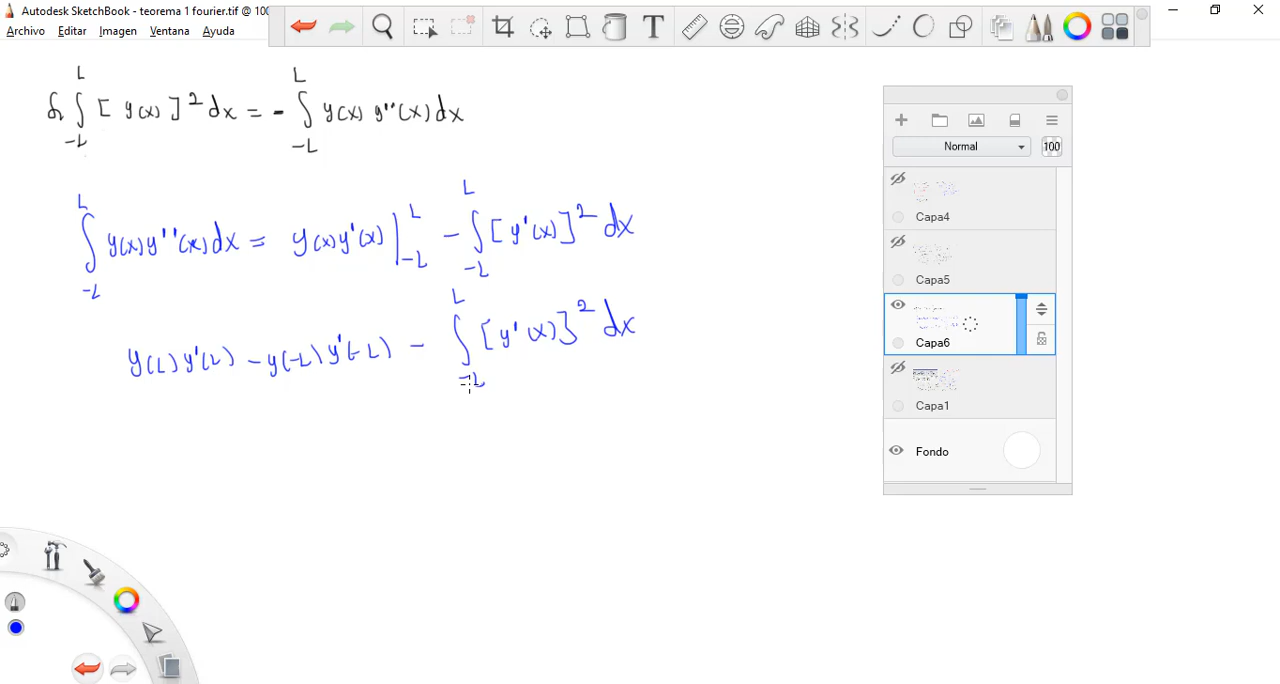 Autodesk SketchBook - teorema 1 fourier.tif @ 100
Archivo Editar Imagen Ventana Ayuda
Normal 100
Capa4
Capa5
Capa6
Capa1
Fondo
∫_{-L}^{L} [y(x)]^2 dx = - ∫_{-L}^{L} y(x) y''(x) dx
∫_{-L}^{L} y(x) y''(x) dx = y(x) y'(x) |_{-L}^{L} - ∫_{-L}^{L} [y'(x)]^2 dx
y(L) y'(L) - y(-L) y'(-L) - ∫_{-L}^{L} [y'(x)]^2 dx